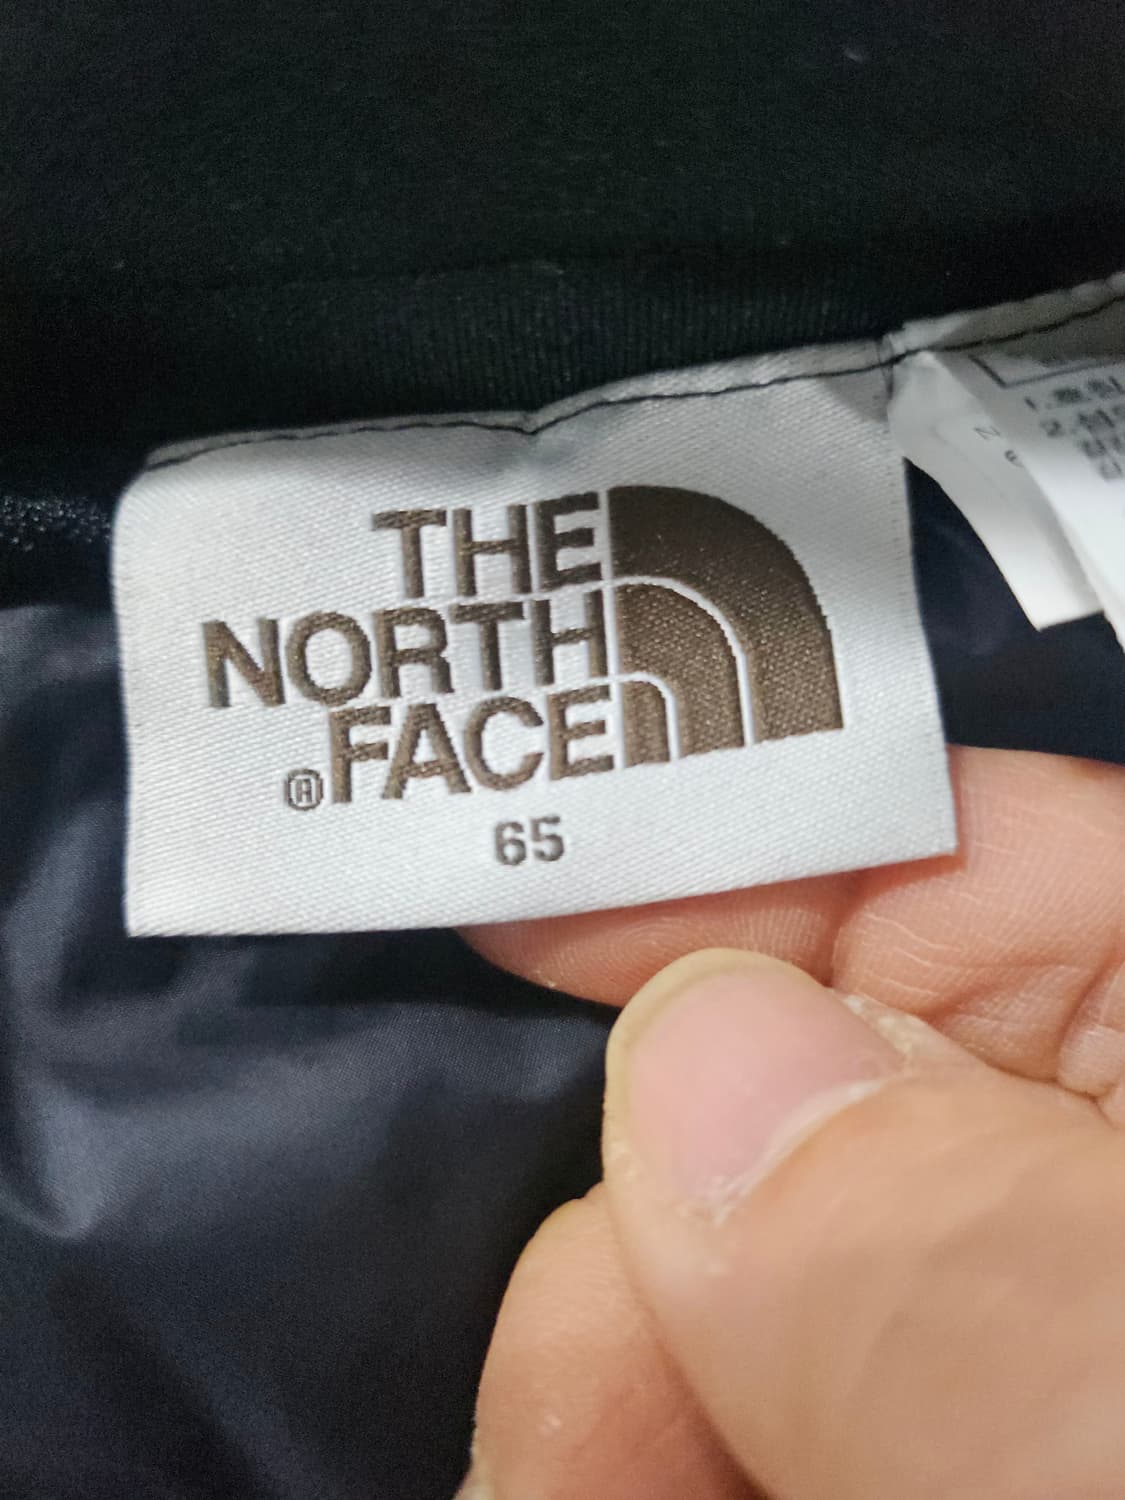 THE
NORTH
®FACE
65